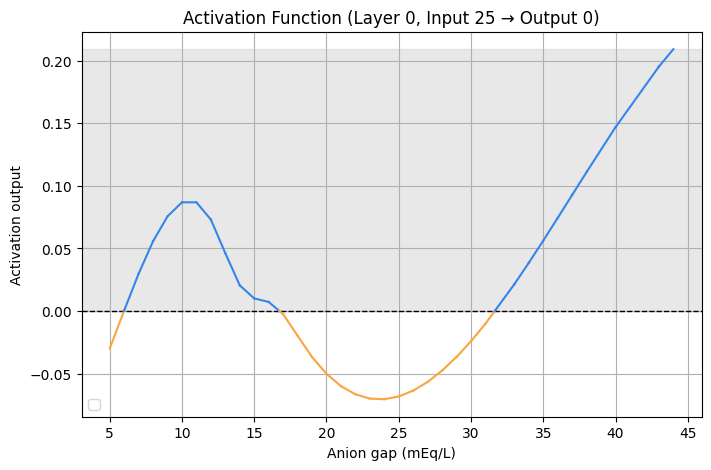 Activation Function (Layer 0, Input 25 → Output 0)
Activation output
0.20
0.15
0.10
0.05
0.00
−0.05
5 10 15 20 25 30 35 40 45
Anion gap (mEq/L)